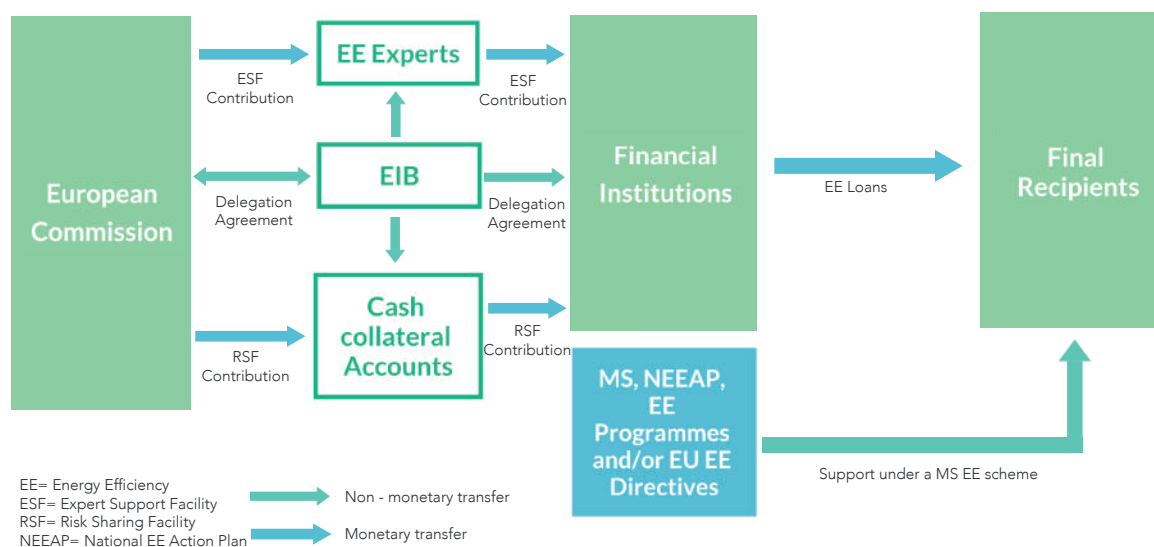 European
Commission
ESF
Contribution
Delegation
Agreement
RSF
Contribution
EE Experts
EIB
Cash
collateral
Accounts
ESF
Contribution
Delegation
Agreement
RSF
Contribution
Financial
Institutions
EE Loans
Final
Recipients
MS, NEEAP,
EE
Programmes
and/or EU EE
Directives
Support under a MS EE scheme
EE= Energy Efficiency
ESF= Expert Support Facility
RSF= Risk Sharing Facility
NEEAP= National EE Action Plan
Non - monetary transfer
Monetary transfer